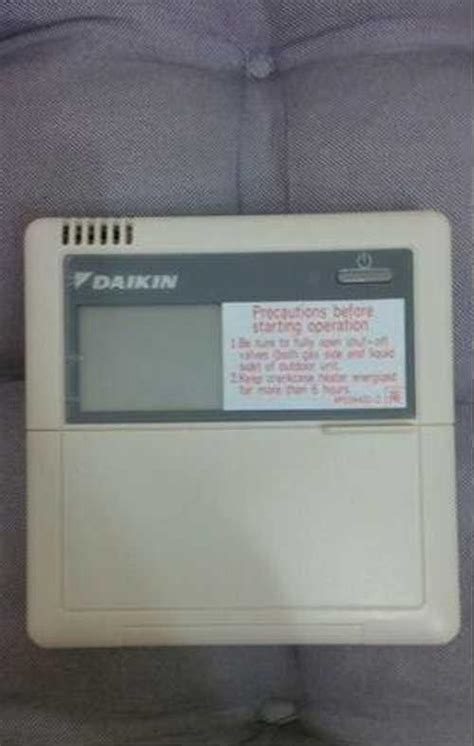 DAIKIN
Precautions before
starting operation
1. Be sure to fully open shut-off
valves (both gas side and liquid
side) of outdoor unit.
2. Keep crankcase heater energized
for more than 6 hours.